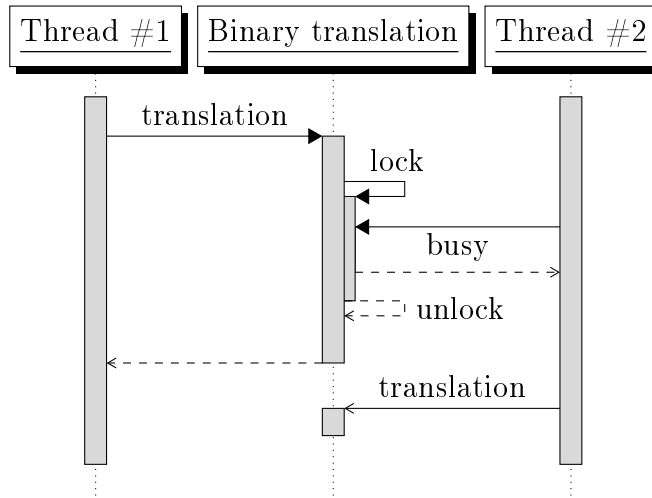 Thread #1
Binary translation
Thread #2
translation
lock
busy
unlock
translation